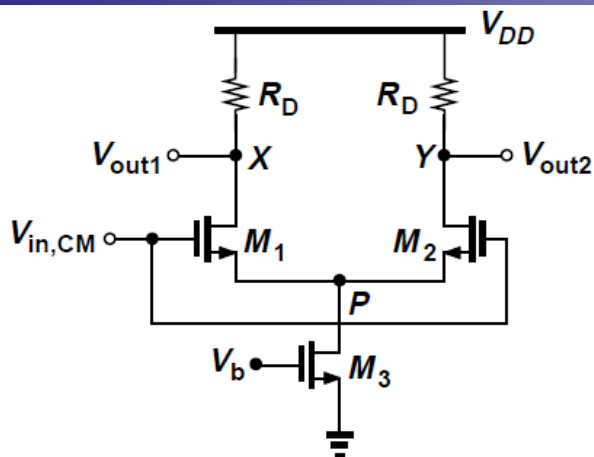 V_DD
R_D R_D
V_out1 X Y V_out2
V_in,CM M_1 M_2
P
V_b M_3